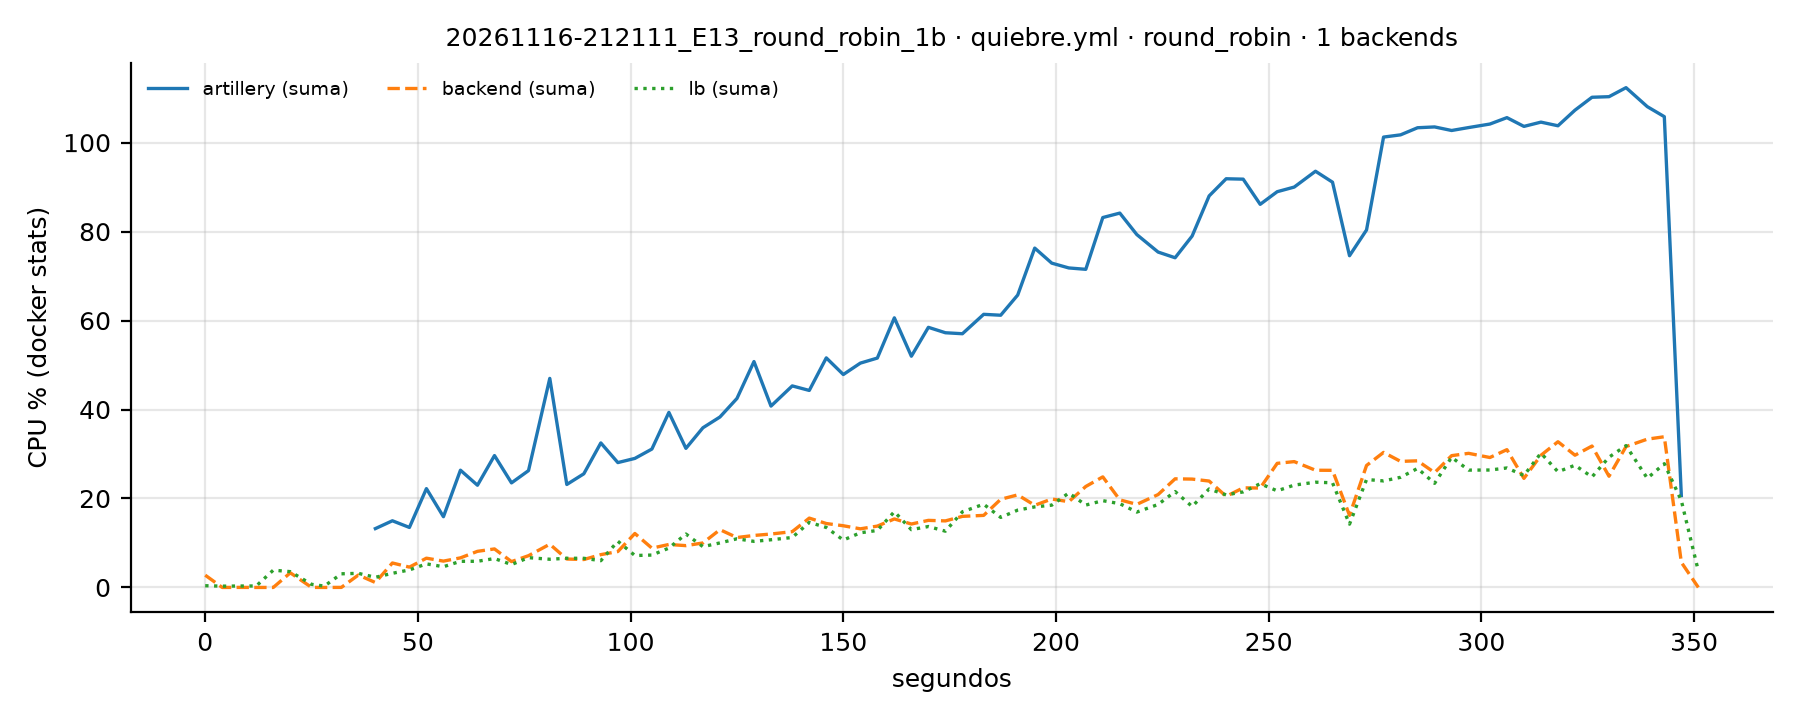 20261116-212111_E13_round_robin_1b · quiebre.yml · round_robin · 1 backends
artillery (suma) backend (suma) lb (suma)
CPU % (docker stats)
100
80
60
40
20
0
0 50 100 150 200 250 300 350
segundos